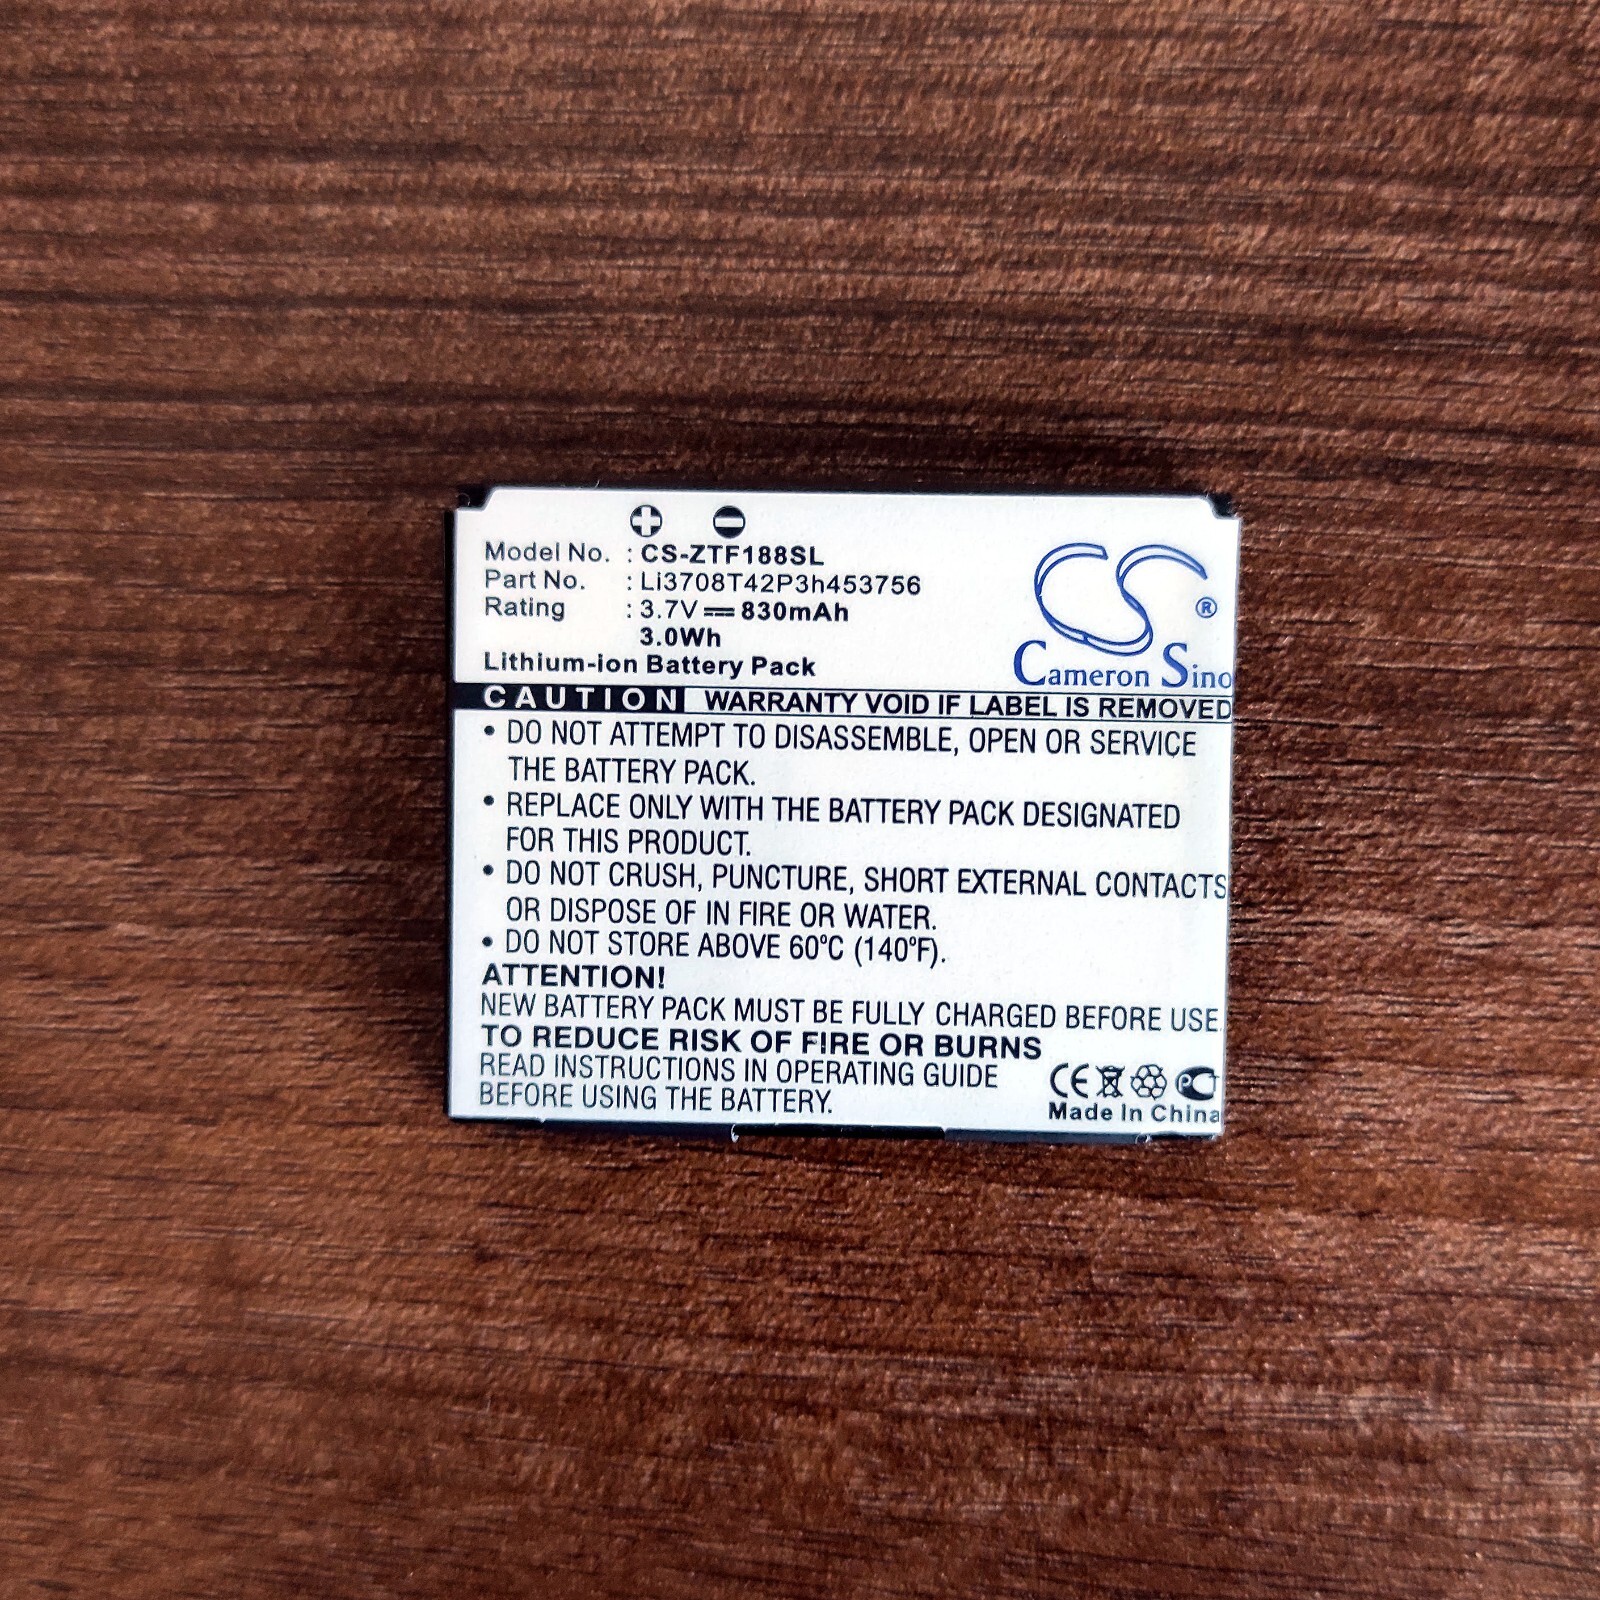 Model No. : CS-ZTF188SL
Part No. : Li3708T42P3h453756
Rating : 3.7V ⎓ 830mAh
3.0Wh
Lithium-ion Battery Pack
CS®
Cameron Sino
CAUTION WARRANTY VOID IF LABEL IS REMOVED
• DO NOT ATTEMPT TO DISASSEMBLE, OPEN OR SERVICE
THE BATTERY PACK.
• REPLACE ONLY WITH THE BATTERY PACK DESIGNATED
FOR THIS PRODUCT.
• DO NOT CRUSH, PUNCTURE, SHORT EXTERNAL CONTACTS
OR DISPOSE OF IN FIRE OR WATER.
• DO NOT STORE ABOVE 60°C (140°F).
ATTENTION!
NEW BATTERY PACK MUST BE FULLY CHARGED BEFORE USE.
TO REDUCE RISK OF FIRE OR BURNS
READ INSTRUCTIONS IN OPERATING GUIDE
BEFORE USING THE BATTERY.
CE PCT
Made In China